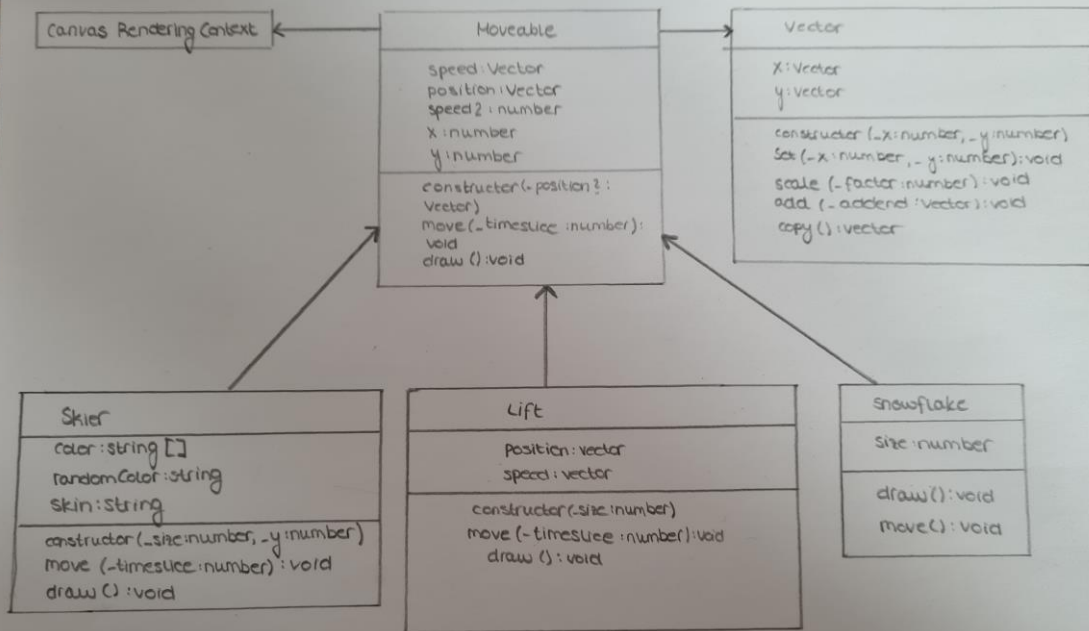 Canvas Rendering Context
Moveable
speed:Vector
position:Vector
speed2:number
x:number
y:number
constructor(_position?:
Vector)
move(_timeslice:number):
void
draw():void
Vector
x:vector
y:vector
constructer (_x:number, _y:number)
Set (_x:number, _y:number):void
scale (_factor:number):void
add (_addend:vector):void
copy():vector
Skier
color:string []
randomColor:string
skin:string
constructor(_size:number, _y:number)
move (_timeslice:number):void
draw():void
Lift
position:vector
speed:vector
constructor(_size:number)
move (_timeslice:number):void
draw():void
snowflake
size:number
draw():void
move():void